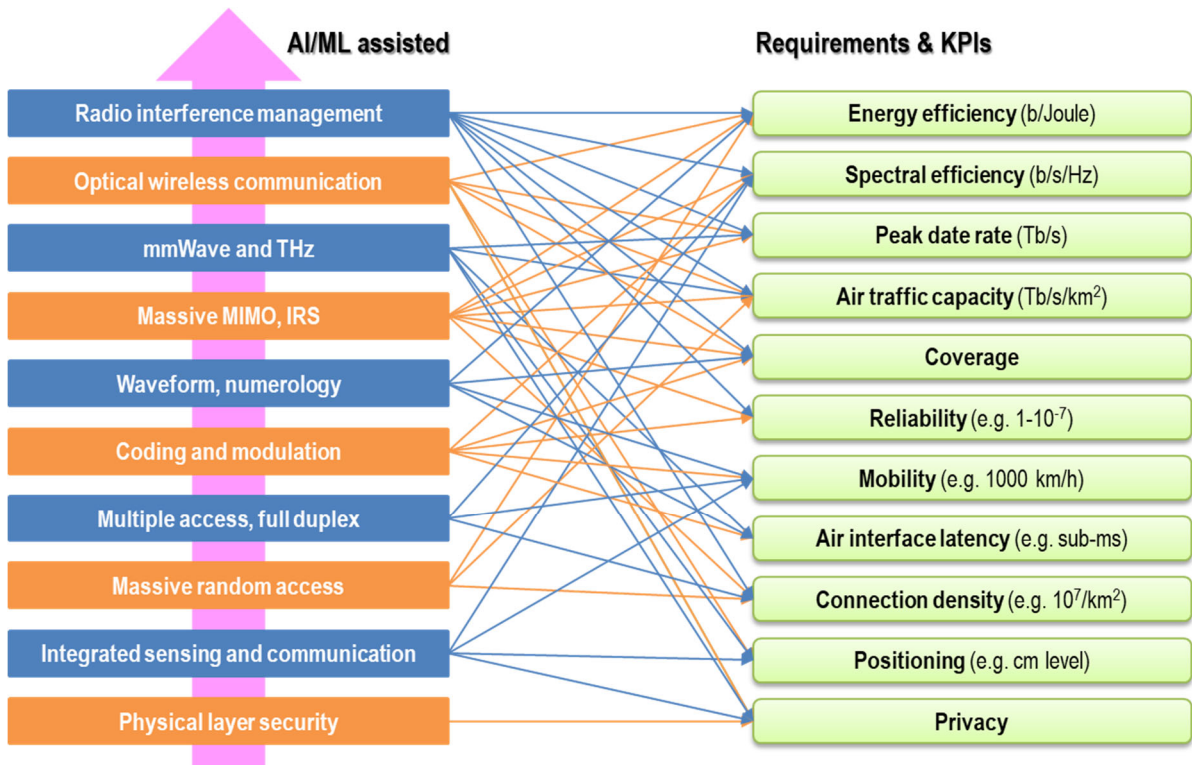 AI/ML assisted
Requirements & KPIs
Radio interference management
Optical wireless communication
mmWave and THz
Massive MIMO, IRS
Waveform, numerology
Coding and modulation
Multiple access, full duplex
Massive random access
Integrated sensing and communication
Physical layer security
Energy efficiency (b/Joule)
Spectral efficiency (b/s/Hz)
Peak date rate (Tb/s)
Air traffic capacity (Tb/s/km²)
Coverage
Reliability (e.g. 1-10⁻⁷)
Mobility (e.g. 1000 km/h)
Air interface latency (e.g. sub-ms)
Connection density (e.g. 10⁷/km²)
Positioning (e.g. cm level)
Privacy